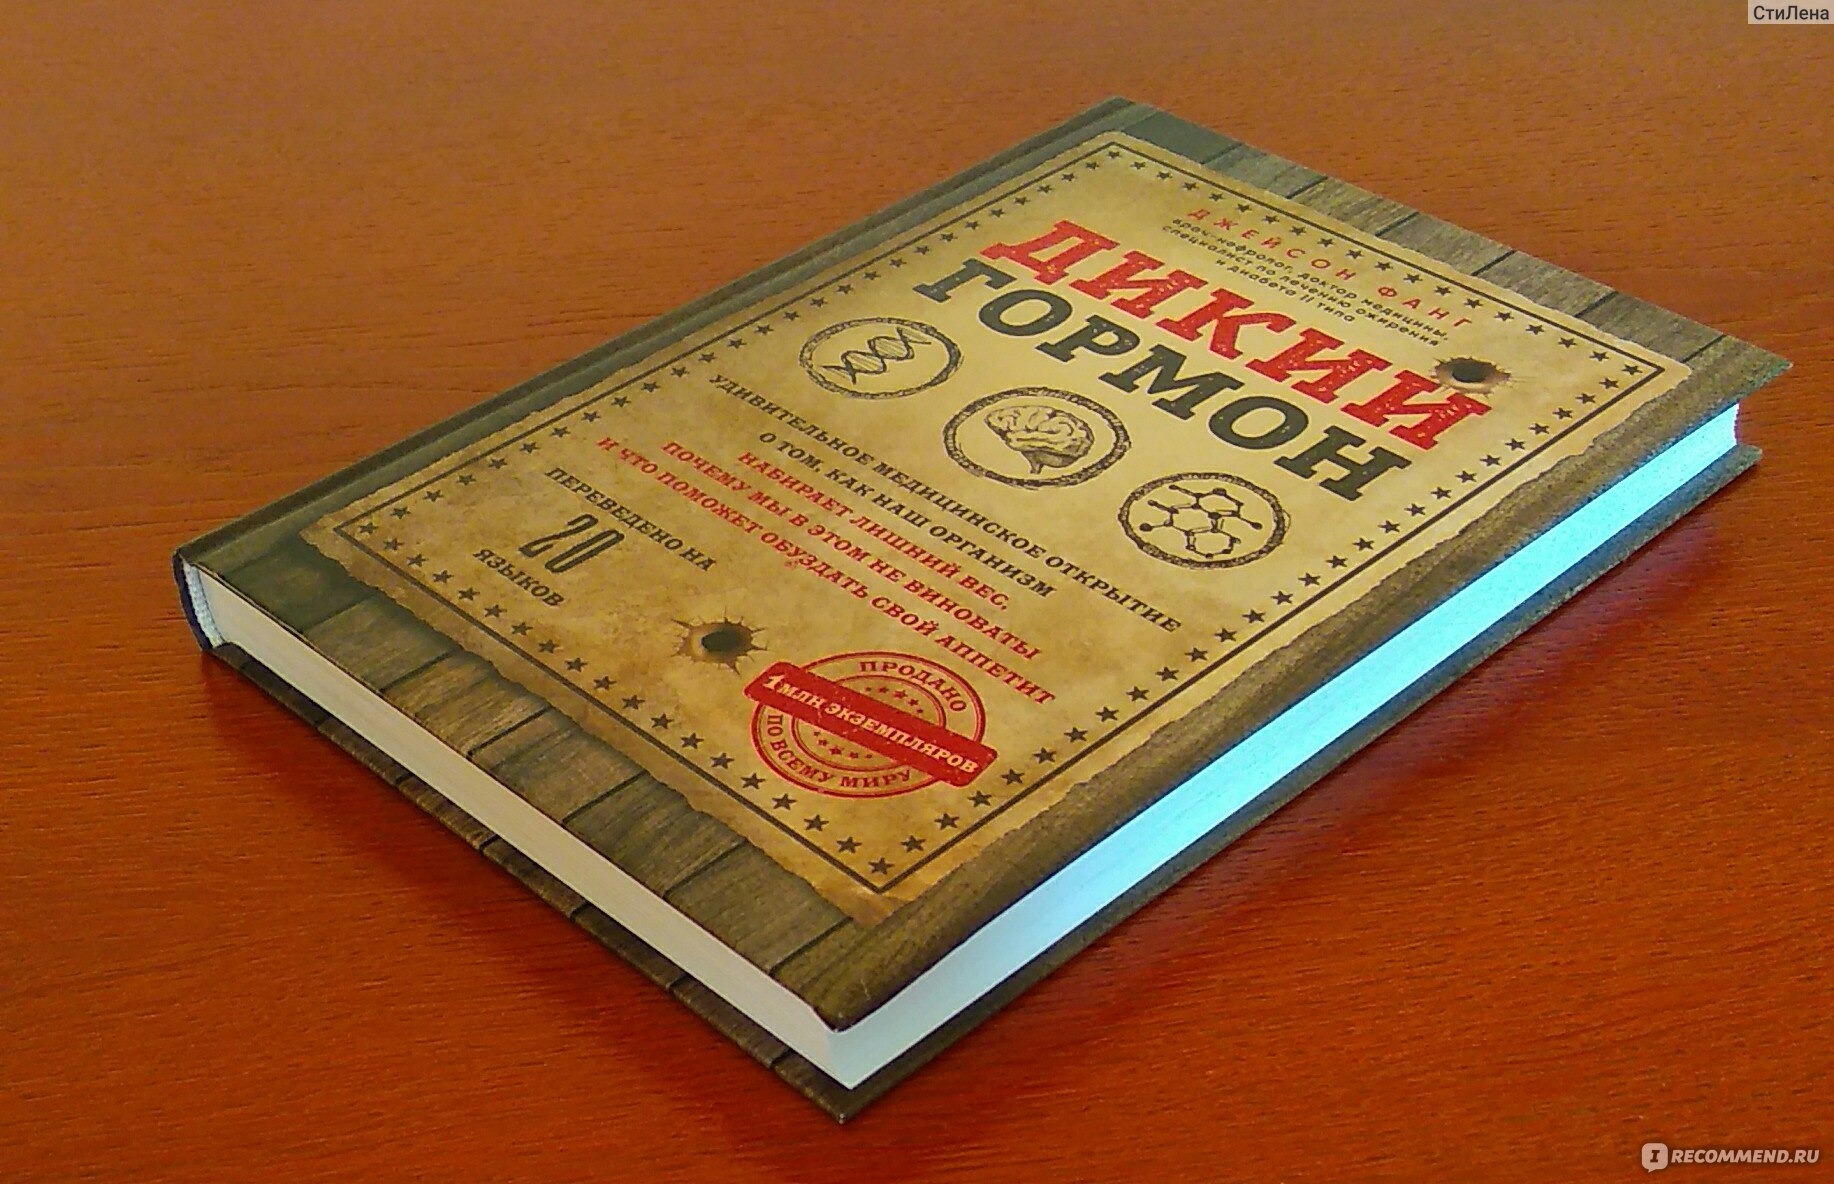 СтиЛена
ДЖЕЙСОН ФАНГ
врач-нефролог, доктор медицины,
специалист по лечению ожирения
и диабета II типа
ДИКИЙ
ГОРМОН
УДИВИТЕЛЬНОЕ МЕДИЦИНСКОЕ ОТКРЫТИЕ
О ТОМ, КАК НАШ ОРГАНИЗМ
НАБИРАЕТ ЛИШНИЙ ВЕС,
ПОЧЕМУ МЫ В ЭТОМ НЕ ВИНОВАТЫ
И ЧТО ПОМОЖЕТ ОБУЗДАТЬ СВОЙ АППЕТИТ
ПЕРЕВЕДЕНО НА
20
ЯЗЫКОВ
ПРОДАНО
1 МЛН ЭКЗЕМПЛЯРОВ
ПО ВСЕМУ МИРУ
IRECOMMEND.RU